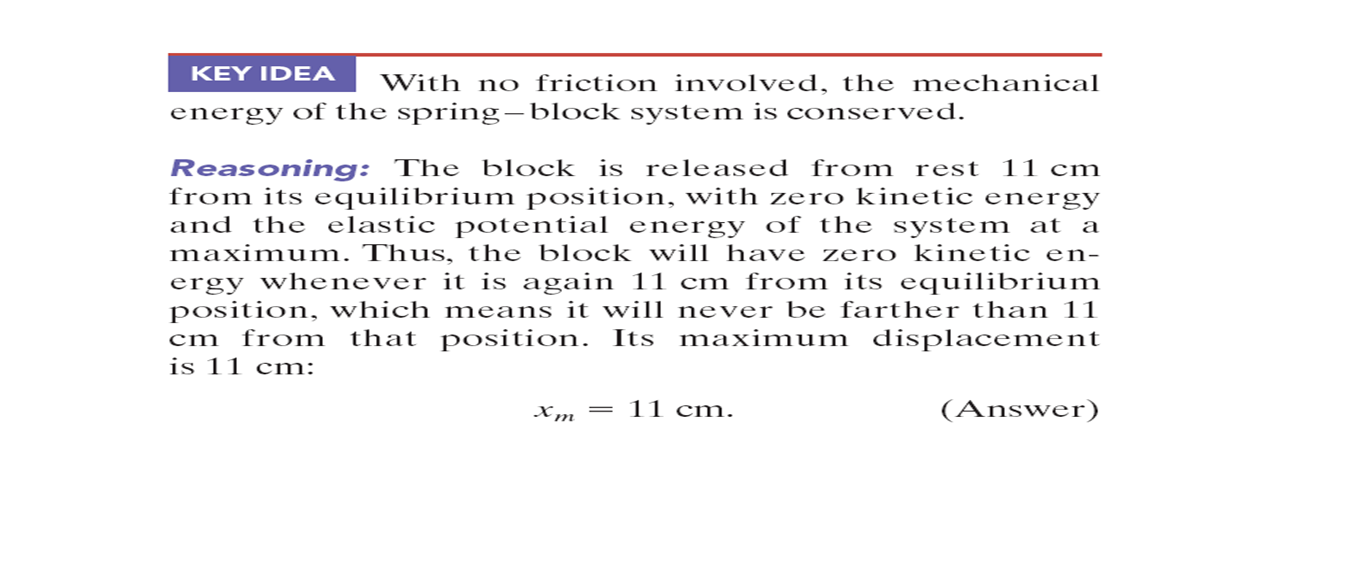 KEY IDEA With no friction involved, the mechanical
energy of the spring–block system is conserved.
Reasoning: The block is released from rest 11 cm
from its equilibrium position, with zero kinetic energy
and the elastic potential energy of the system at a
maximum. Thus, the block will have zero kinetic en-
ergy whenever it is again 11 cm from its equilibrium
position, which means it will never be farther than 11
cm from that position. Its maximum displacement
is 11 cm:
xₘ = 11 cm. (Answer)